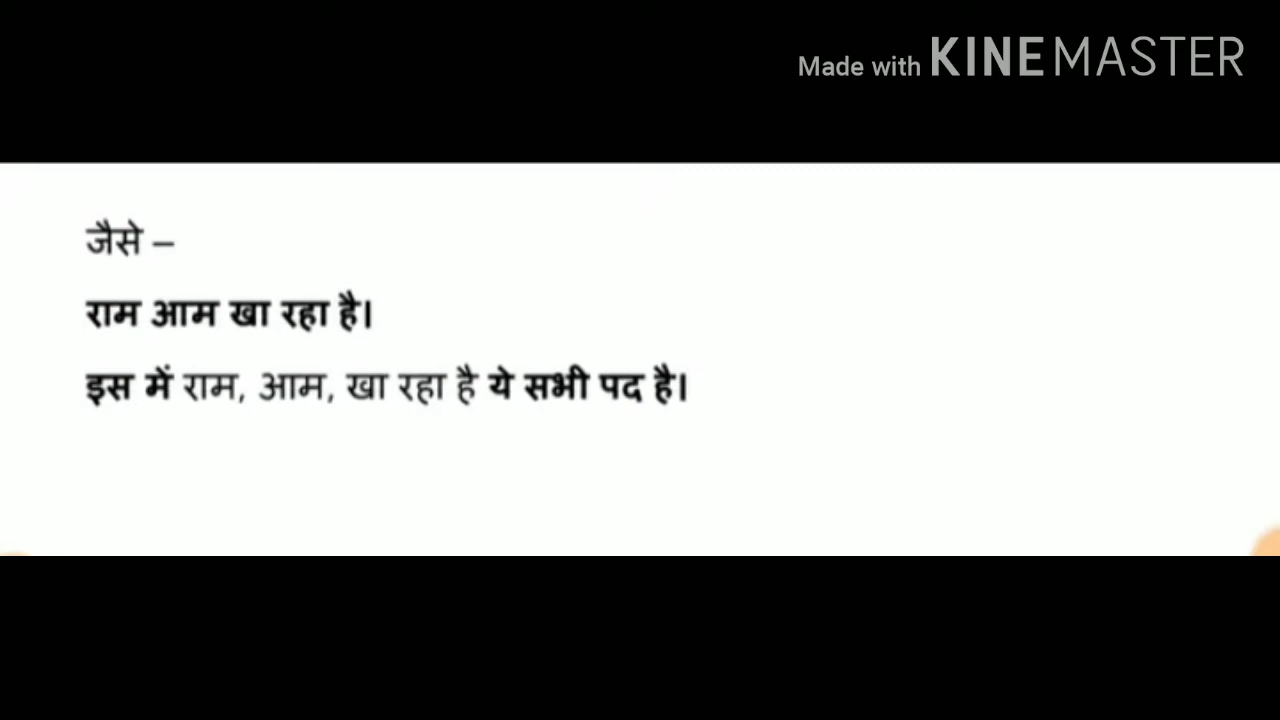 Made with KINEMASTER
जैसे –
राम आम खा रहा है।
इस में राम, आम, खा रहा है ये सभी पद है।